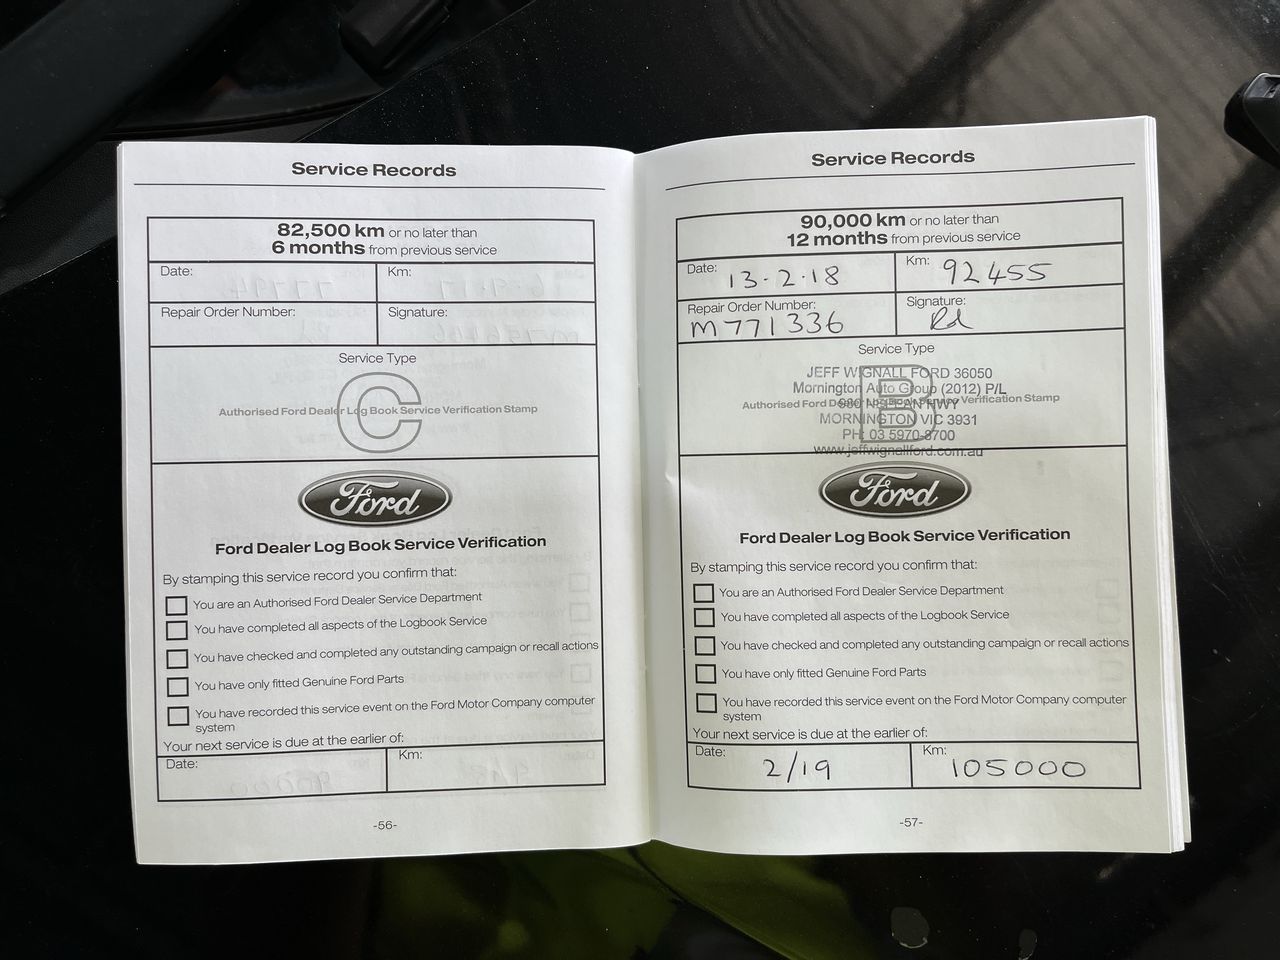 Service Records
82,500 km or no later than
6 months from previous service
Date: Km:
Repair Order Number: Signature:
Service Type
C
Authorised Ford Dealer Log Book Service Verification Stamp
Ford
Ford Dealer Log Book Service Verification
By stamping this service record you confirm that:
You are an Authorised Ford Dealer Service Department
You have completed all aspects of the Logbook Service
You have checked and completed any outstanding campaign or recall actions
You have only fitted Genuine Ford Parts
You have recorded this service event on the Ford Motor Company computer
system
Your next service is due at the earlier of:
Date: Km:
-56-
Service Records
90,000 km or no later than
12 months from previous service
Date: 13-2-18 Km: 92455
Repair Order Number: Signature:
M771336
Service Type
B
JEFF WIGNALL FORD 36050
Mornington Auto Group (2012) P/L
Authorised Ford Dealer Log Book Service Verification Stamp
HWY
MORNINGTON VIC 3931
PH: 03 5970-8700
www.jeffwignallford.com.au
Ford
Ford Dealer Log Book Service Verification
By stamping this service record you confirm that:
You are an Authorised Ford Dealer Service Department
You have completed all aspects of the Logbook Service
You have checked and completed any outstanding campaign or recall actions
You have only fitted Genuine Ford Parts
You have recorded this service event on the Ford Motor Company computer
system
Your next service is due at the earlier of:
Date: 2/19 Km: 105000
-57-